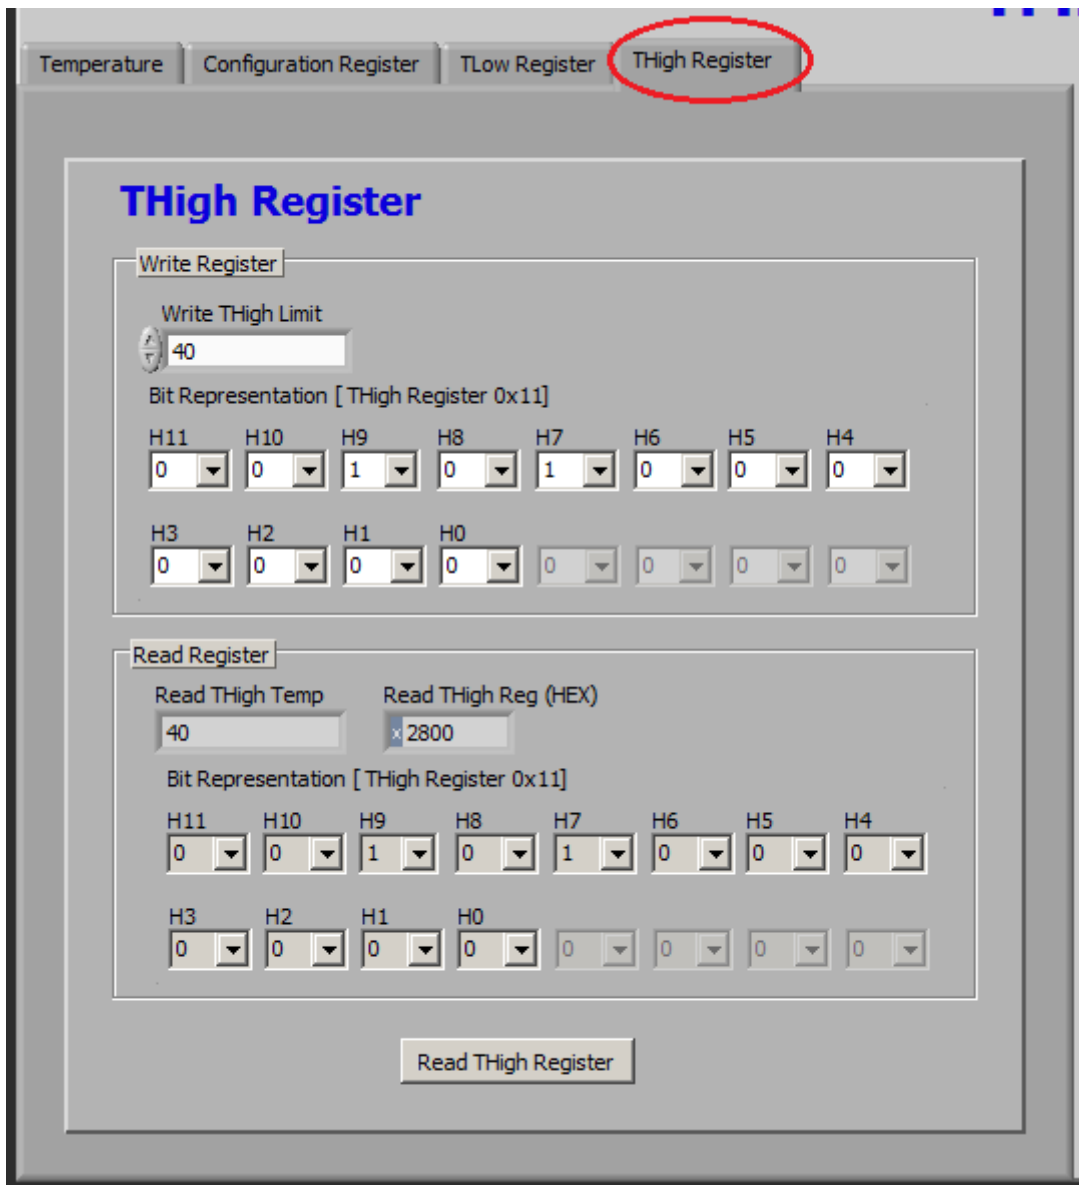 Temperature Configuration Register TLow Register THigh Register
THigh Register
Write Register
Write THigh Limit
40
Bit Representation [ THigh Register 0x11]
H11 H10 H9 H8 H7 H6 H5 H4
0 0 1 0 1 0 0 0
H3 H2 H1 H0
0 0 0 0 0 0 0 0
Read Register
Read THigh Temp Read THigh Reg (HEX)
40 x 2800
Bit Representation [ THigh Register 0x11]
H11 H10 H9 H8 H7 H6 H5 H4
0 0 1 0 1 0 0 0
H3 H2 H1 H0
0 0 0 0 0 0 0 0
Read THigh Register